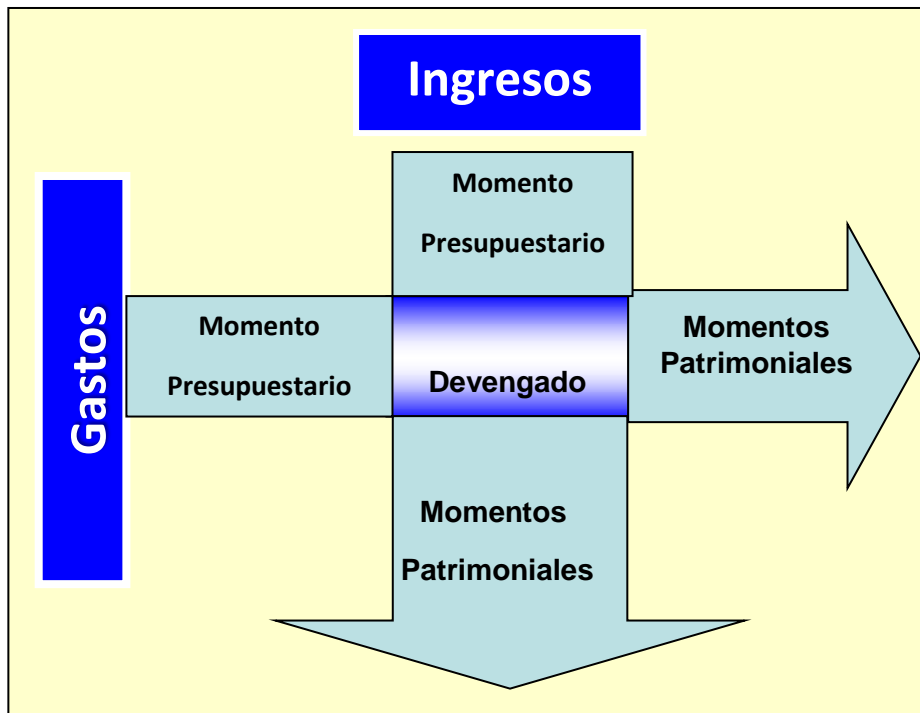 Ingresos
Momento
Presupuestario
Gastos
Momento
Presupuestario
Devengado
Momentos
Patrimoniales
Momentos
Patrimoniales